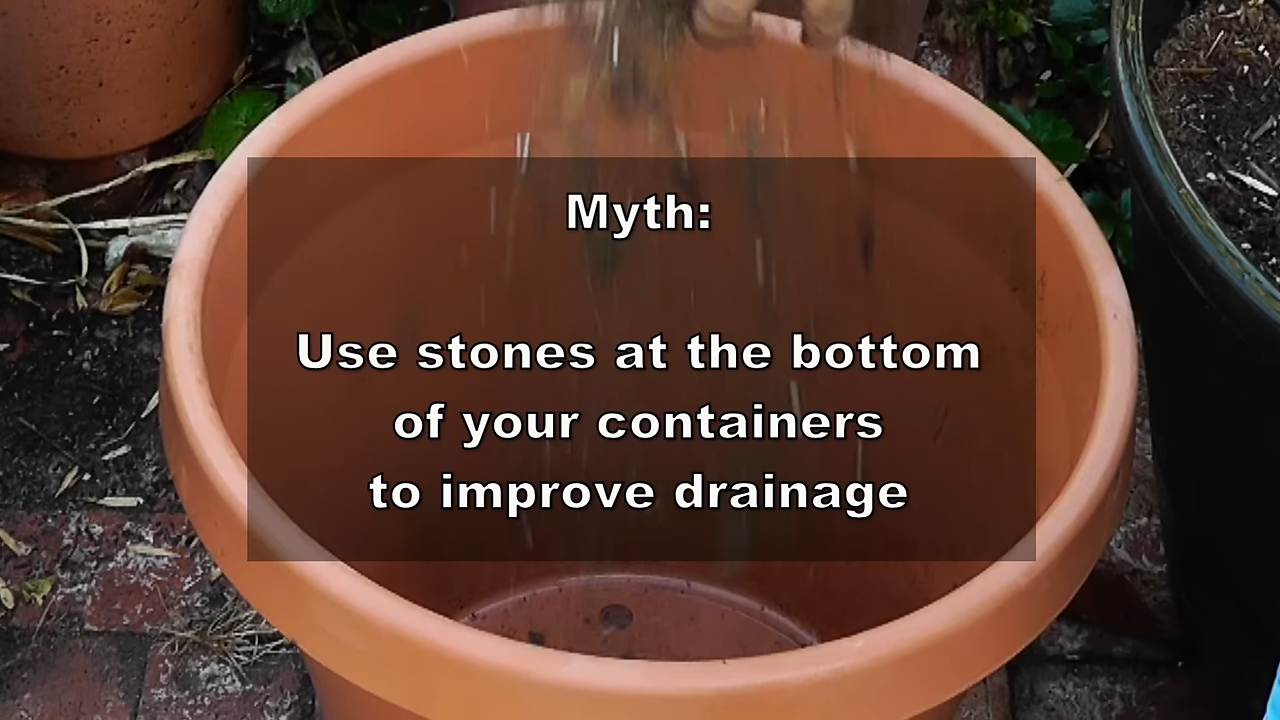 Myth:
Use stones at the bottom
of your containers
to improve drainage